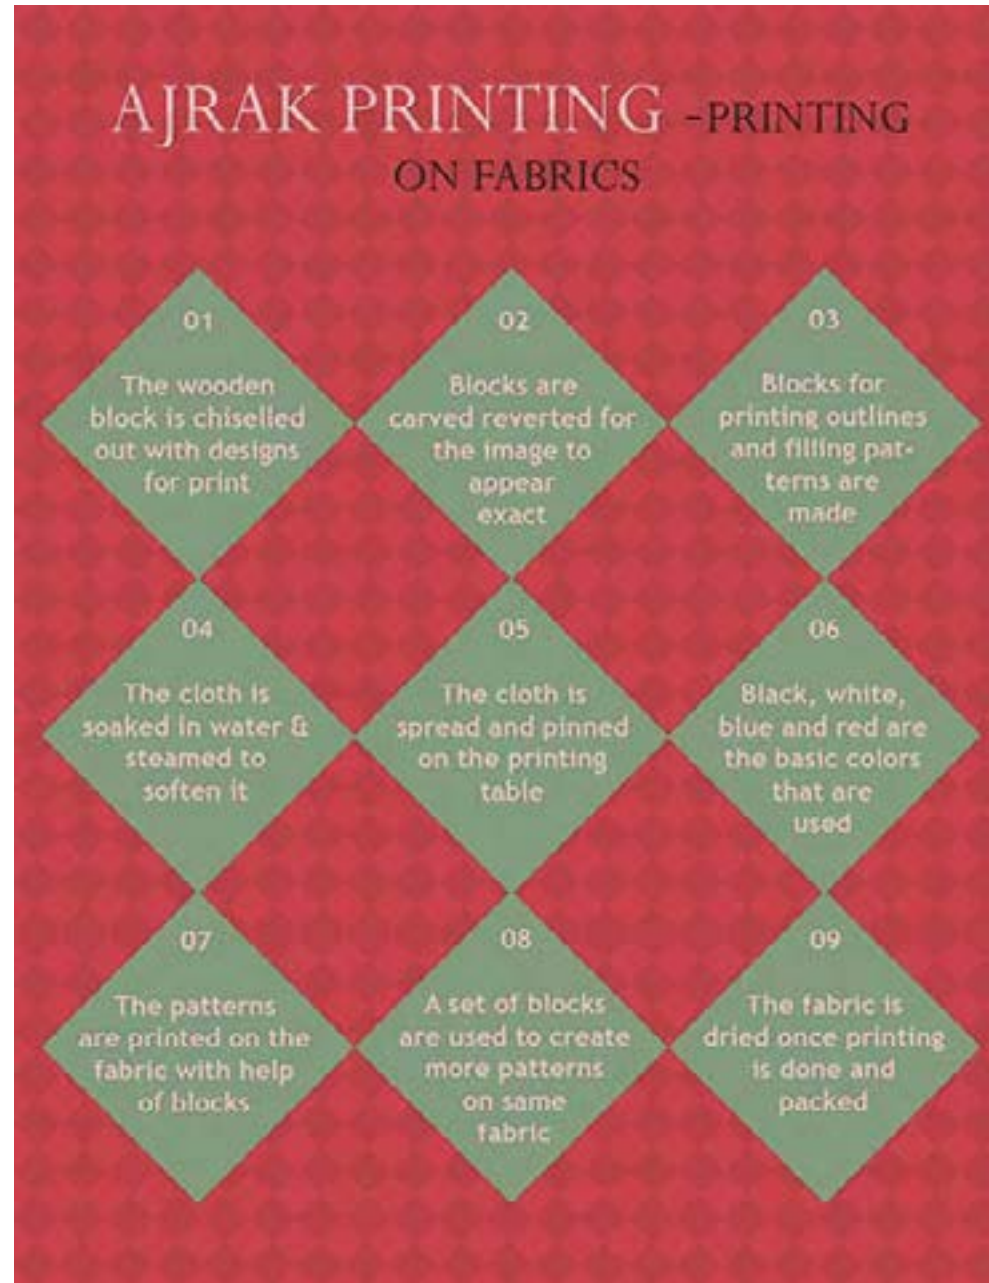 AJRAK PRINTING -PRINTING
ON FABRICS
01
The wooden
block is chiselled
out with designs
for print
02
Blocks are
carved reverted for
the image to
appear
exact
03
Blocks for
printing outlines
and filling pat-
terns are
made
04
The cloth is
soaked in water &
steamed to
soften it
05
The cloth is
spread and pinned
on the printing
table
06
Black, white,
blue and red are
the basic colors
that are
used
07
The patterns
are printed on the
fabric with help
of blocks
08
A set of blocks
are used to create
more patterns
on same
fabric
09
The fabric is
dried once printing
is done and
packed